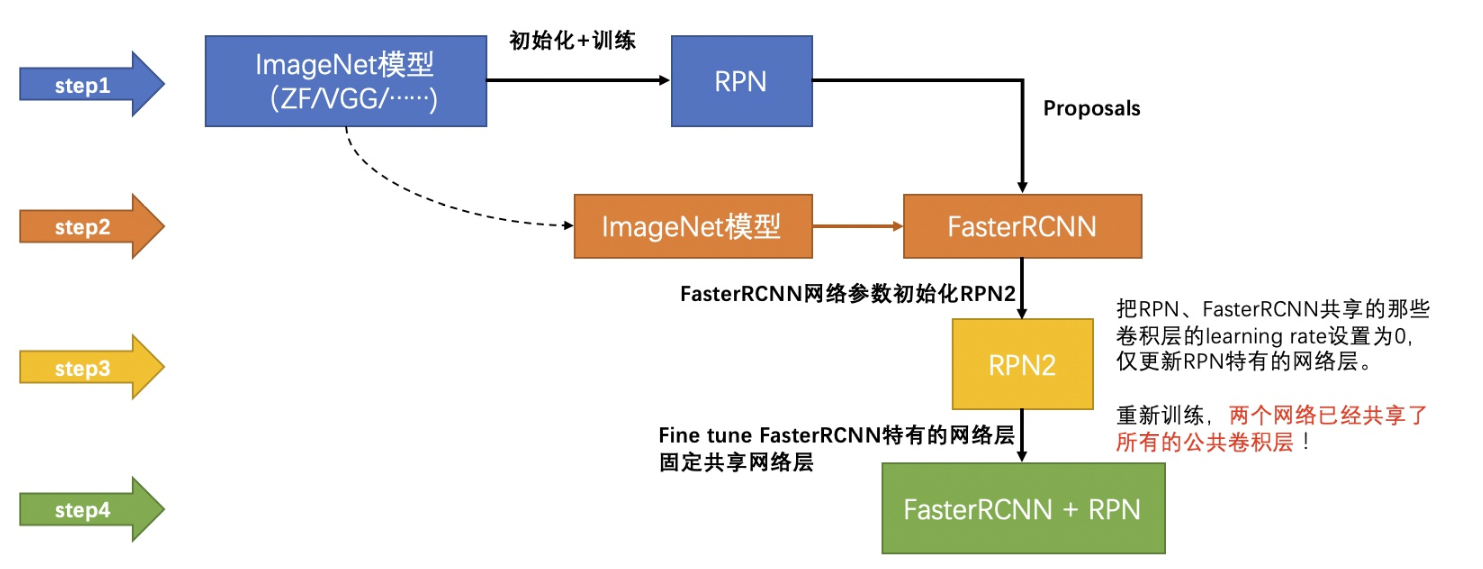 step1
ImageNet模型
（ZF/VGG/······)
初始化+训练
RPN
Proposals
step2
ImageNet模型
FasterRCNN
FasterRCNN网络参数初始化RPN2
step3
RPN2
把RPN、FasterRCNN共享的那些
卷积层的learning rate设置为0,
仅更新RPN特有的网络层。
重新训练，两个网络已经共享了
所有的公共卷积层！
Fine tune FasterRCNN特有的网络层
固定共享网络层
step4
FasterRCNN + RPN